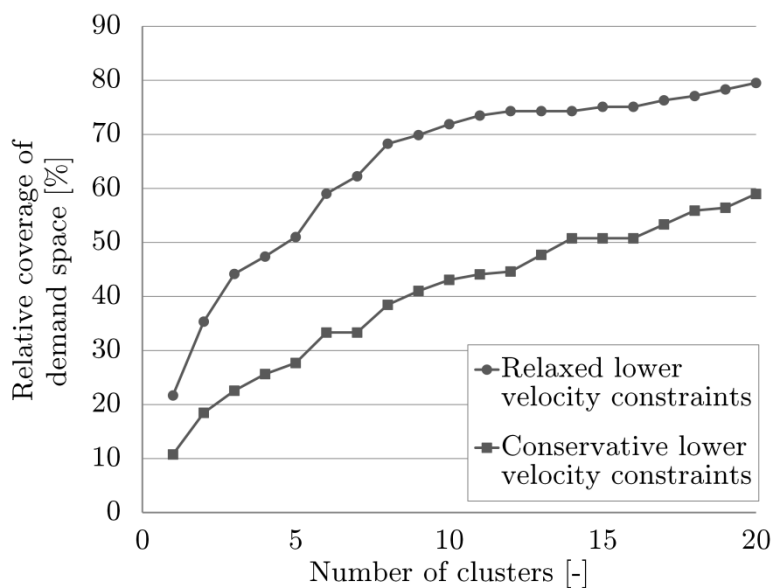 Relative coverage of
demand space [%]
90
80
70
60
50
40
30
20
10
0
Relaxed lower
velocity constraints
Conservative lower
velocity constraints
0 5 10 15 20
Number of clusters [-]